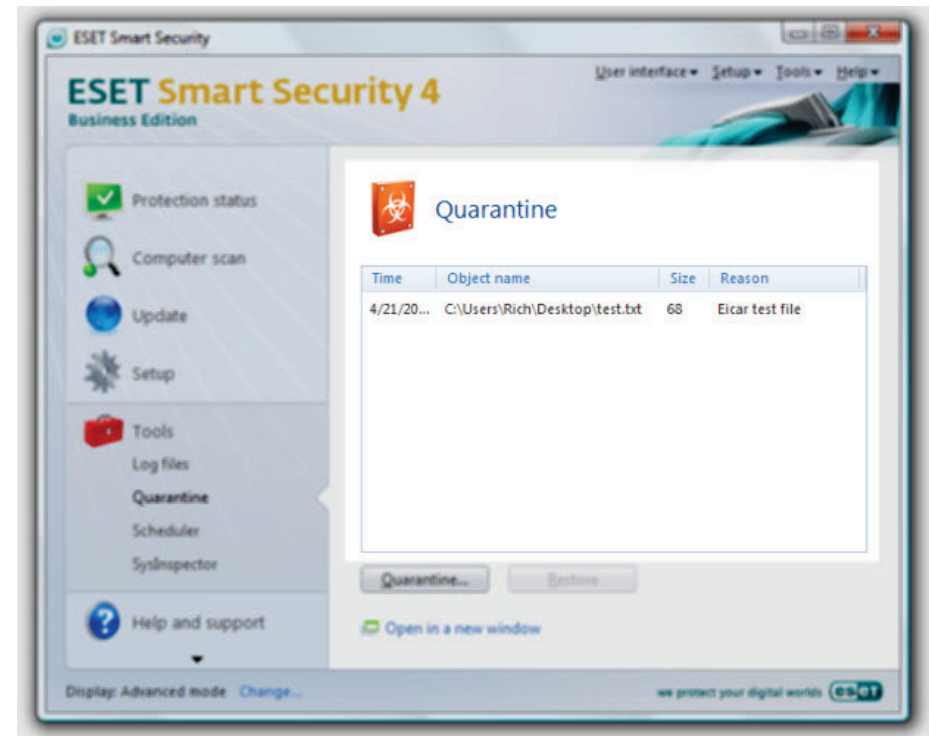 ESET Smart Security
ESET Smart Security 4
Business Edition
User interface Setup Tools Help
Protection status
Computer scan
Update
Setup
Tools
Log files
Quarantine
Scheduler
SysInspector
Help and support
Quarantine
Time Object name Size Reason
4/21/20... C:\Users\Rich\Desktop\test.txt 68 Eicar test file
Quarantine... Restore
Open in a new window
Display: Advanced mode Change...
we protect your digital worlds eset